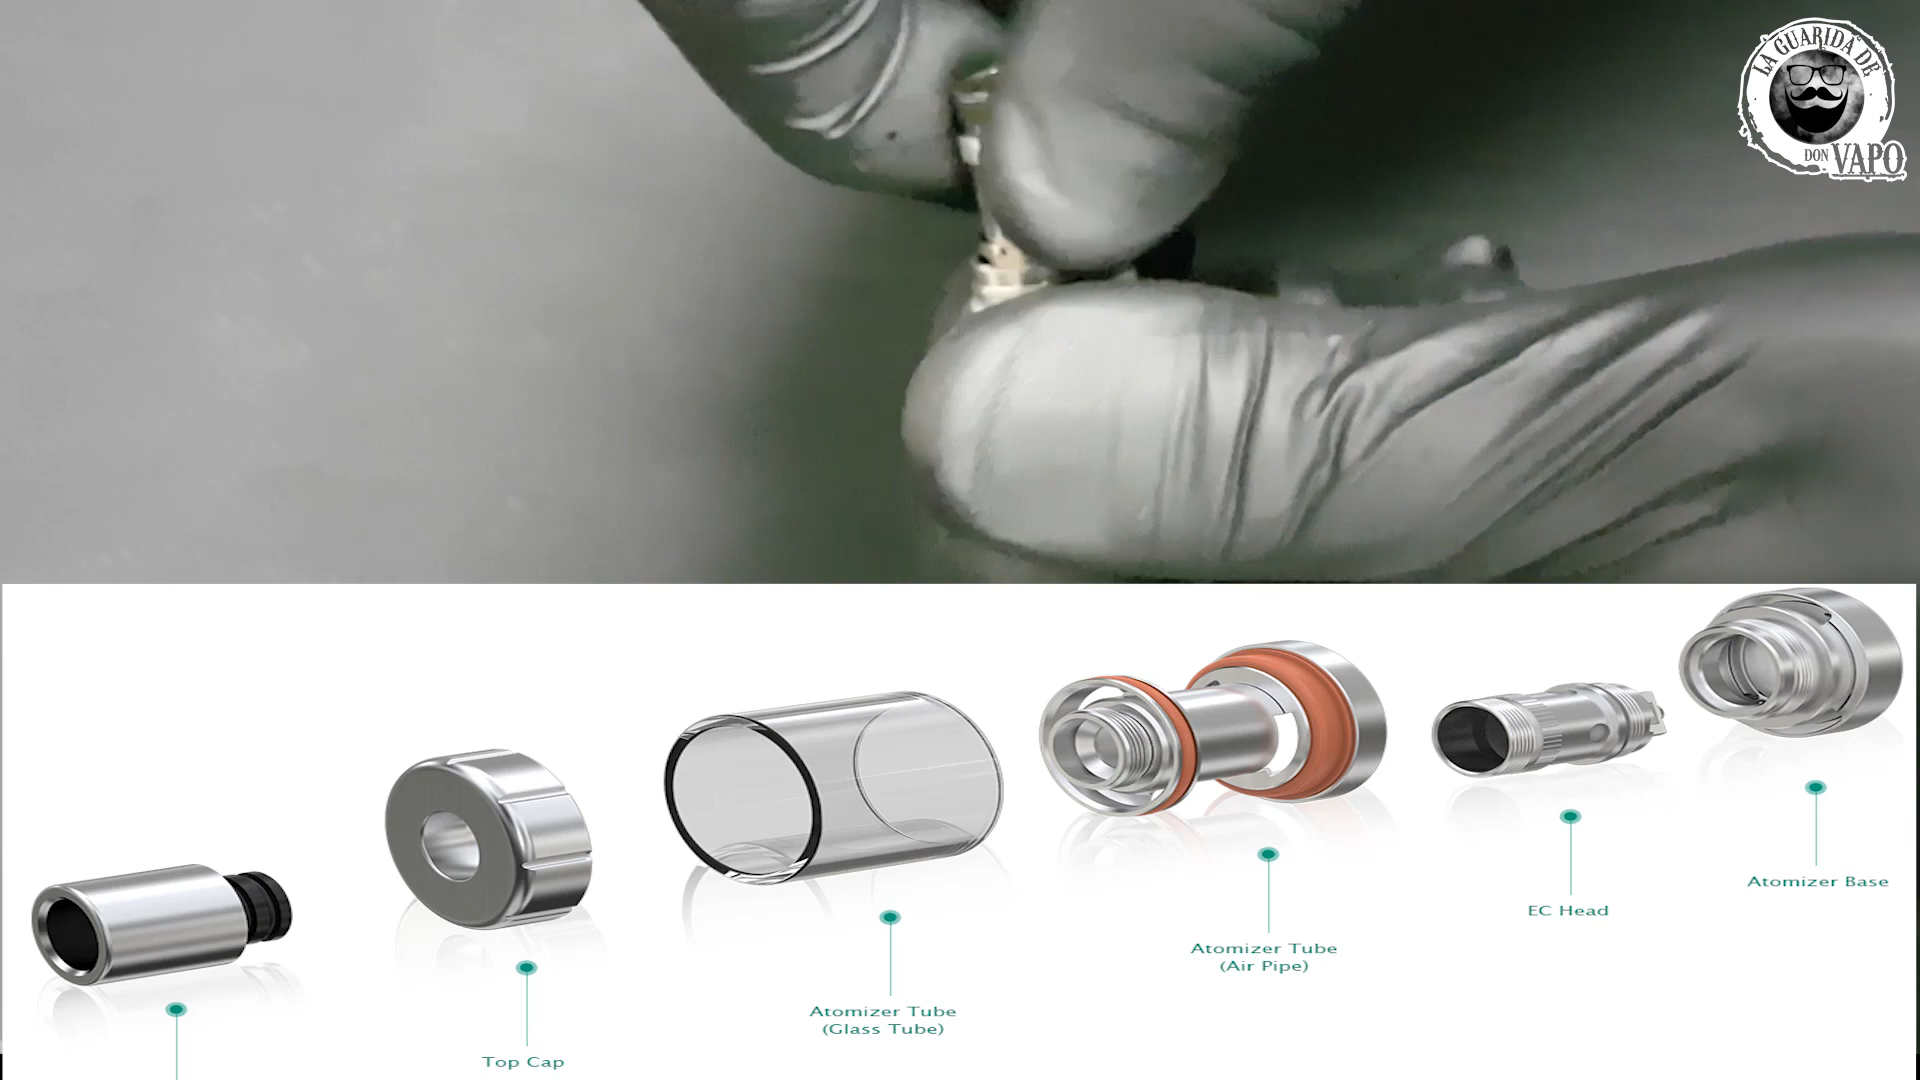 LA GUARIDA DE
DON VAPO
Atomizer Base
EC Head
Atomizer Tube
(Air Pipe)
Atomizer Tube
(Glass Tube)
Top Cap